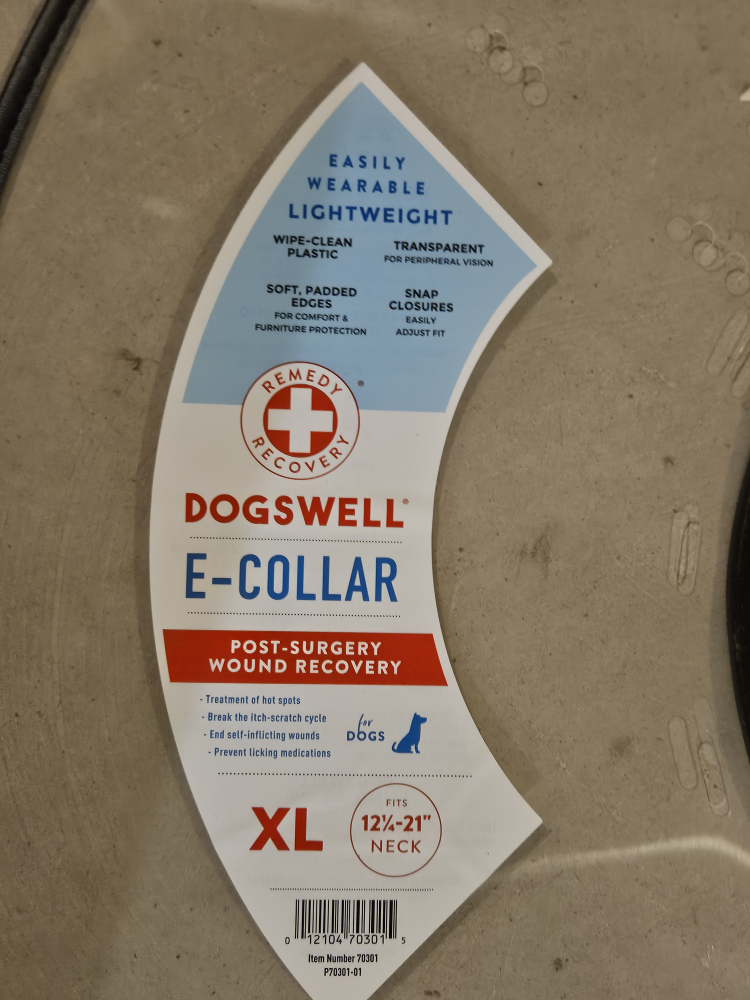 EASILY
WEARABLE
LIGHTWEIGHT
WIPE-CLEAN
PLASTIC
TRANSPARENT
FOR PERIPHERAL VISION
SOFT, PADDED
EDGES
FOR COMFORT &
FURNITURE PROTECTION
SNAP
CLOSURES
EASILY
ADJUST FIT
REMEDY
RECOVERY
®
DOGSWELL®
E-COLLAR
POST-SURGERY
WOUND RECOVERY
- Treatment of hot spots
- Break the itch-scratch cycle
- End self-inflicting wounds
- Prevent licking medications
for
DOGS
XL
FITS
12¼-21"
NECK
0 12104 70301 5
Item Number 70301
P70301-01